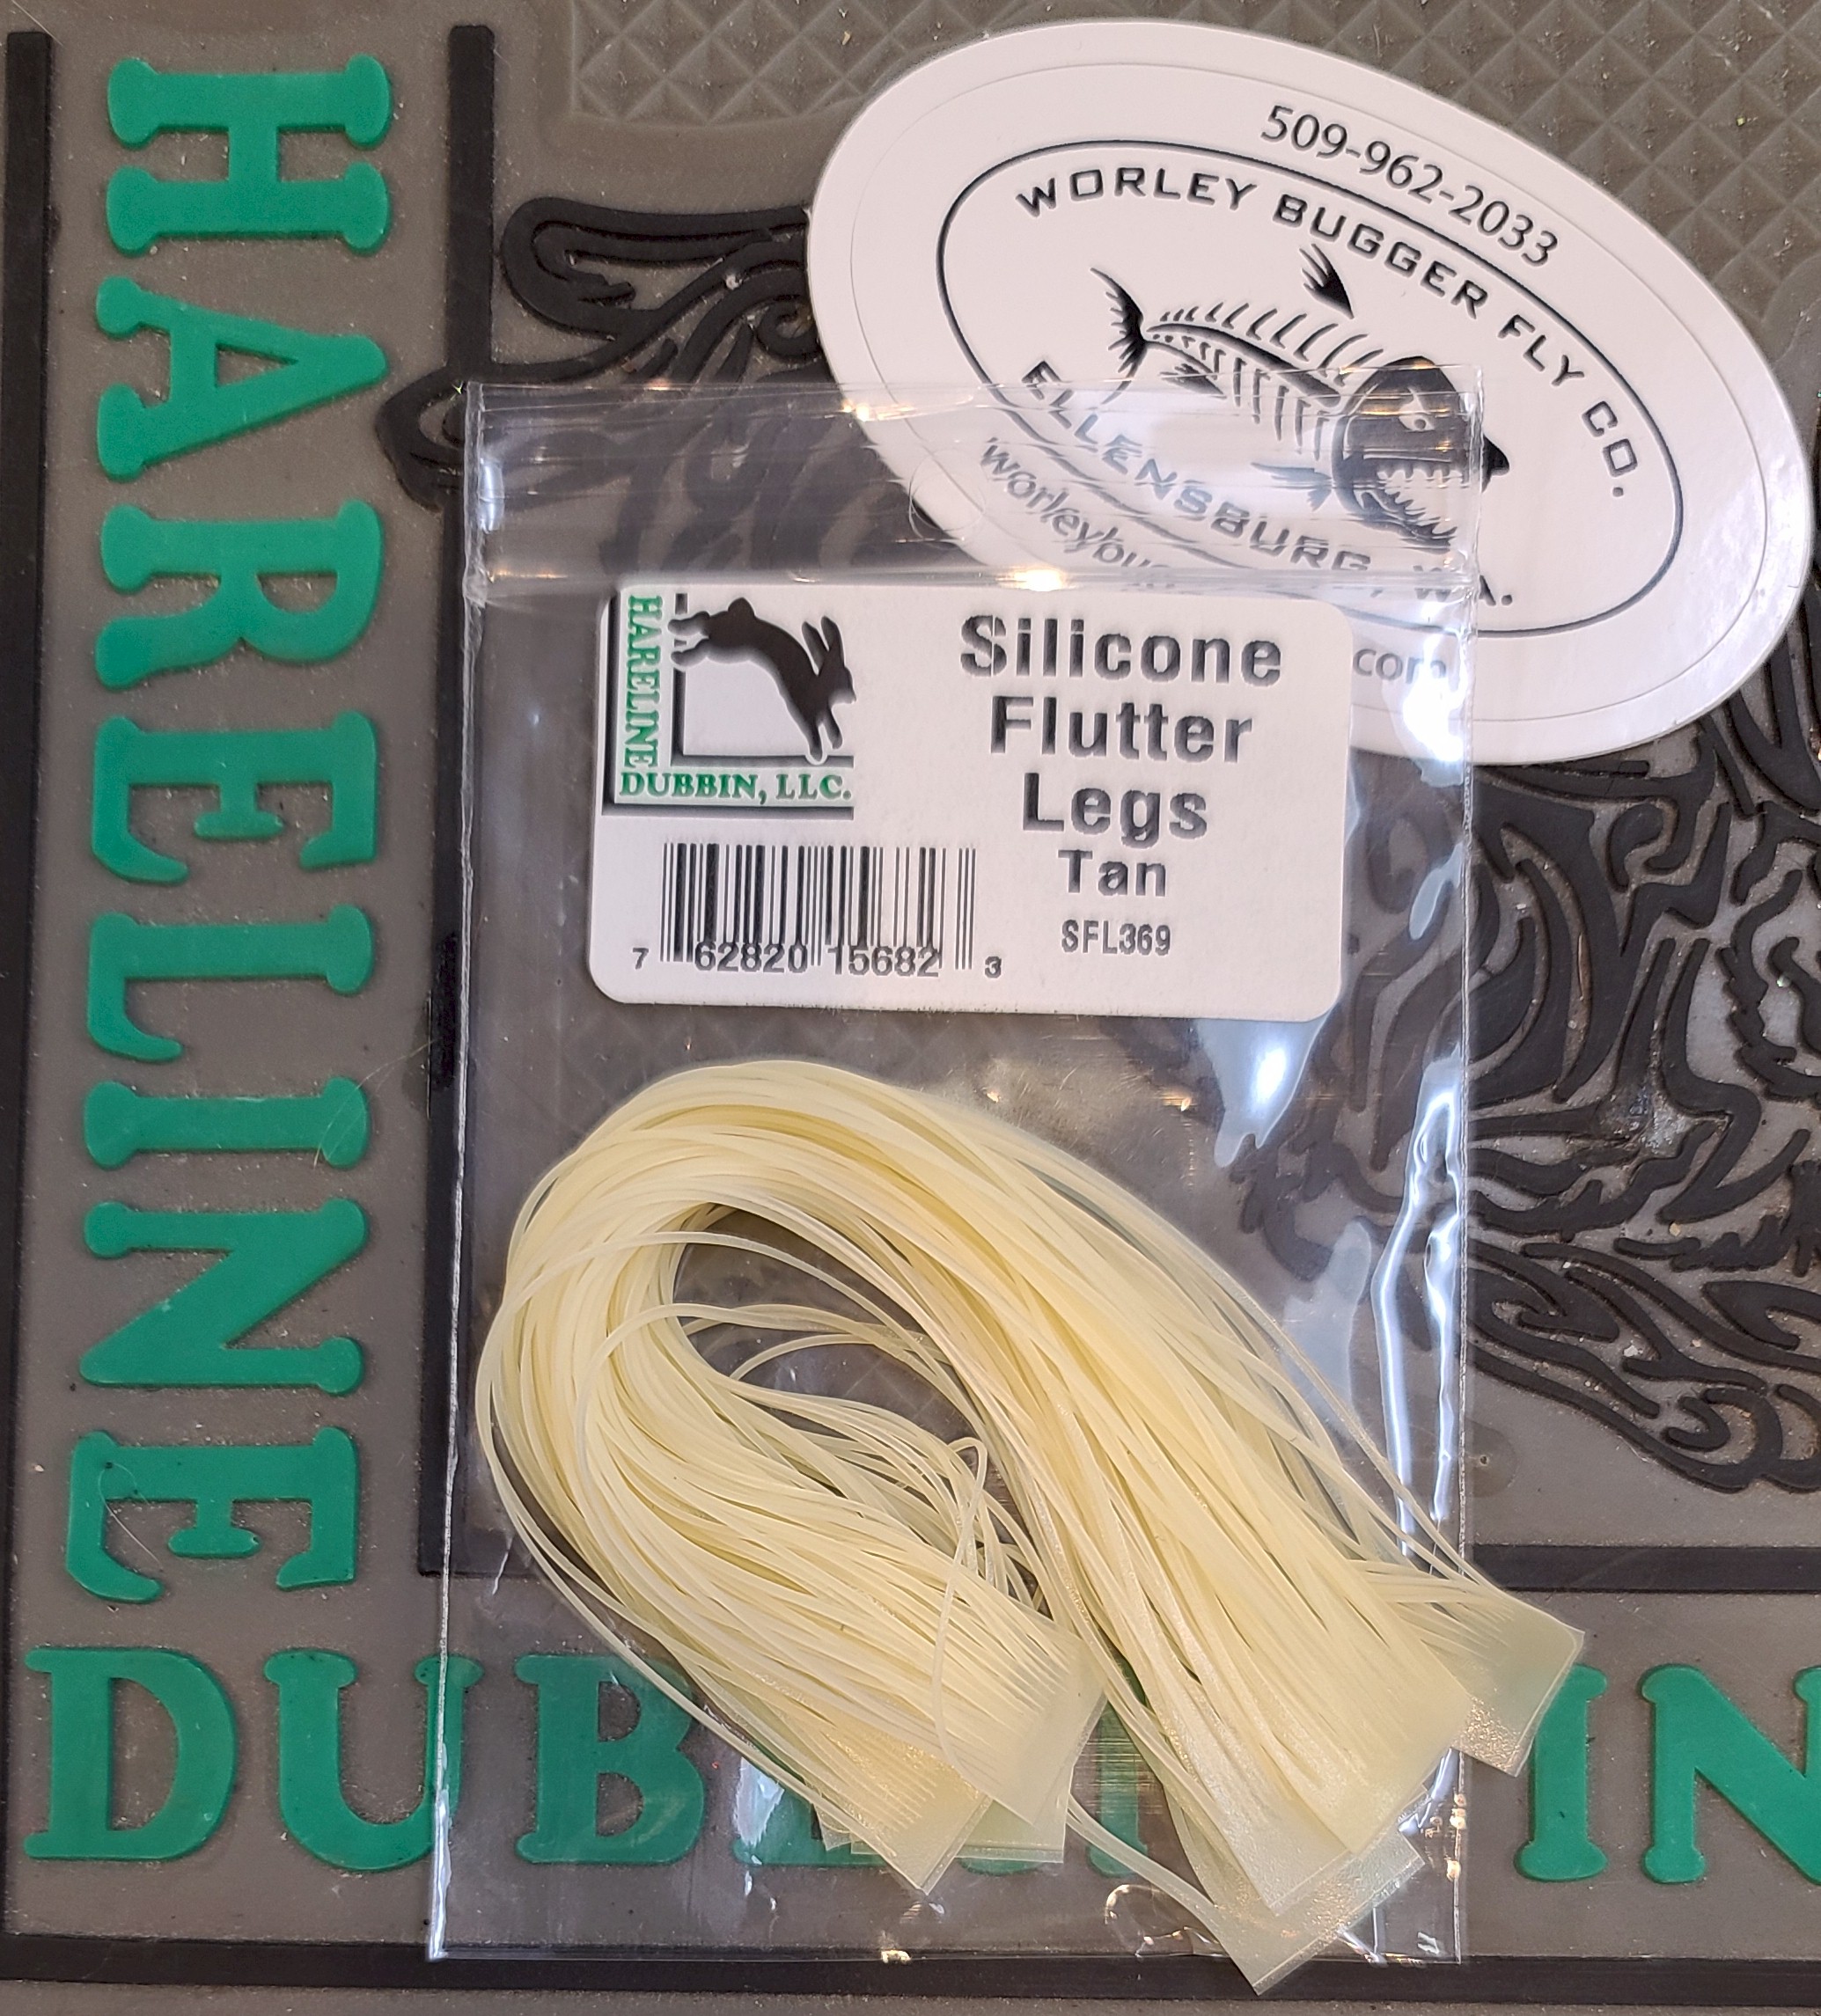 HARELINE
DUBBIN
509-962-2033
WORLEY BUGGER FLY CO.
ELLENSBURG, WA.
HARELINE
DUBBIN, LLC.
Silicone
Flutter
Legs
Tan
SFL369
7 62820 15682 3